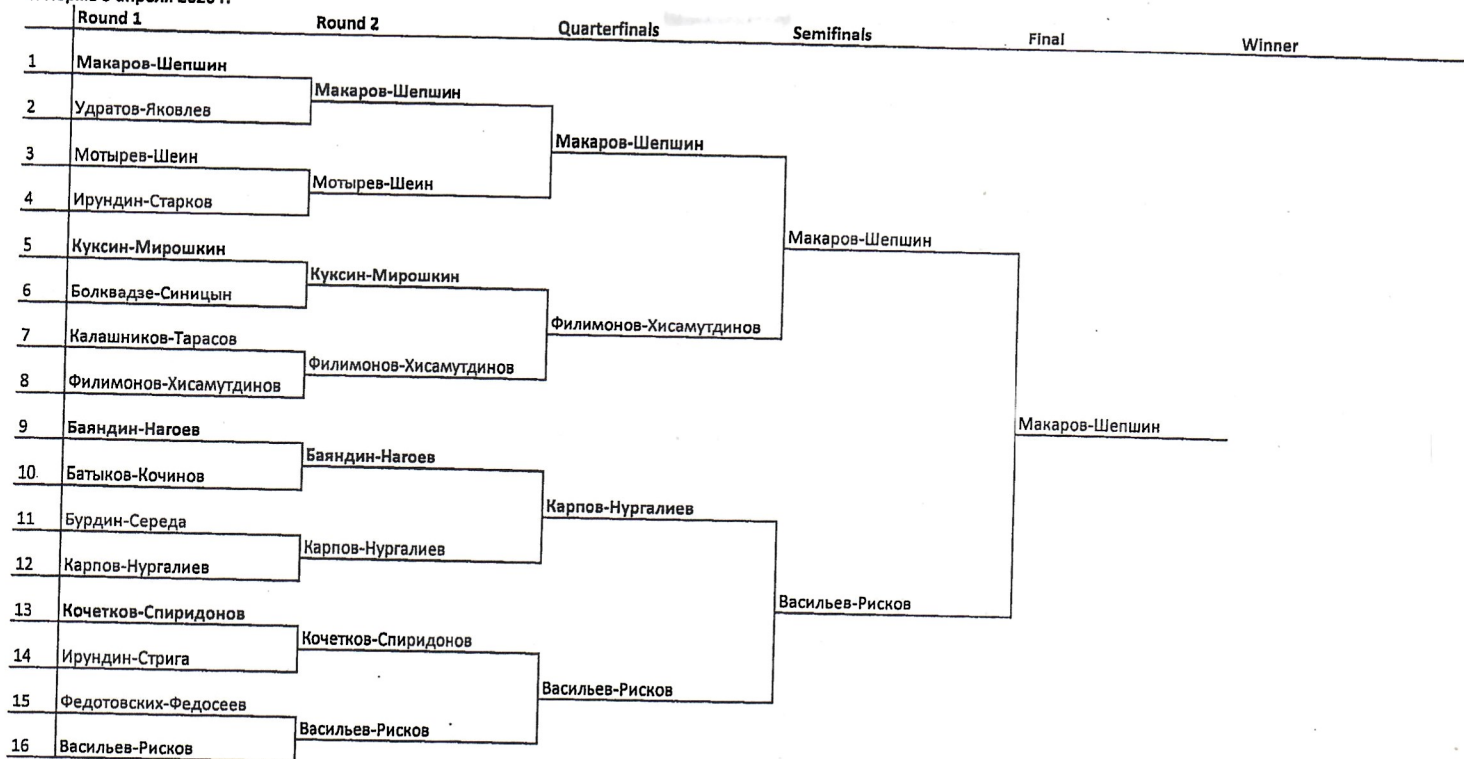 Round 1 Round 2 Quarterfinals Semifinals Final Winner
1 Макаров-Шепшин
Макаров-Шепшин
2 Удратов-Яковлев
Макаров-Шепшин
3 Мотырев-Шеин
Мотырев-Шеин
4 Ирундин-Старков
Макаров-Шепшин
5 Куксин-Мирошкин
Куксин-Мирошкин
6 Болквадзе-Синицын
Филимонов-Хисамутдинов
7 Калашников-Тарасов
Филимонов-Хисамутдинов
8 Филимонов-Хисамутдинов
Макаров-Шепшин
9 Баяндин-Нагоев
Баяндин-Нагоев
10 Батыков-Кочинов
Карпов-Нургалиев
11 Бурдин-Середа
Карпов-Нургалиев
12 Карпов-Нургалиев
Васильев-Рисков
13 Кочетков-Спиридонов
Кочетков-Спиридонов
14 Ирундин-Стрига
Васильев-Рисков
15 Федотовских-Федосеев
Васильев-Рисков
16 Васильев-Рисков